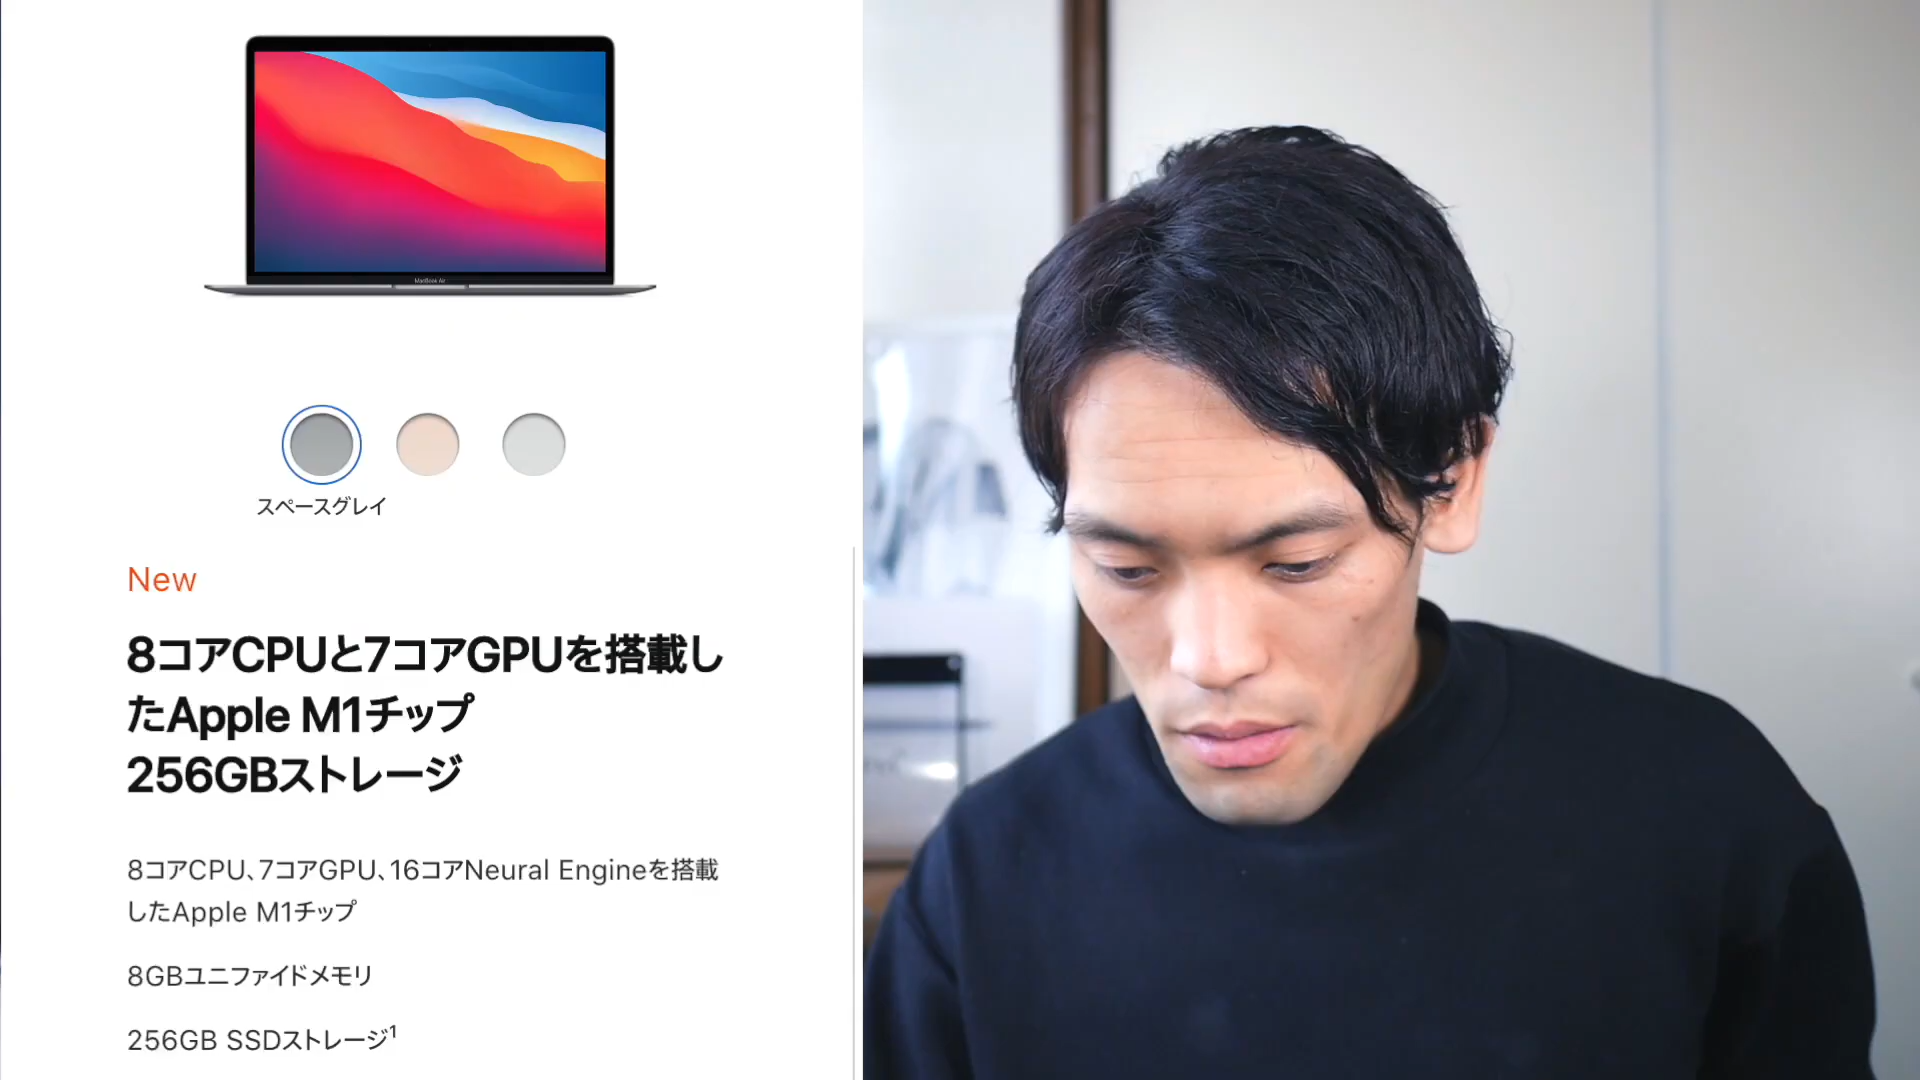 MacBook Air
スペースグレイ
New
8コアCPUと7コアGPUを搭載し
たApple M1チップ
256GBストレージ
8コアCPU、7コアGPU、16コアNeural Engineを搭載
したApple M1チップ
8GBユニファイドメモリ
256GB SSDストレージ¹